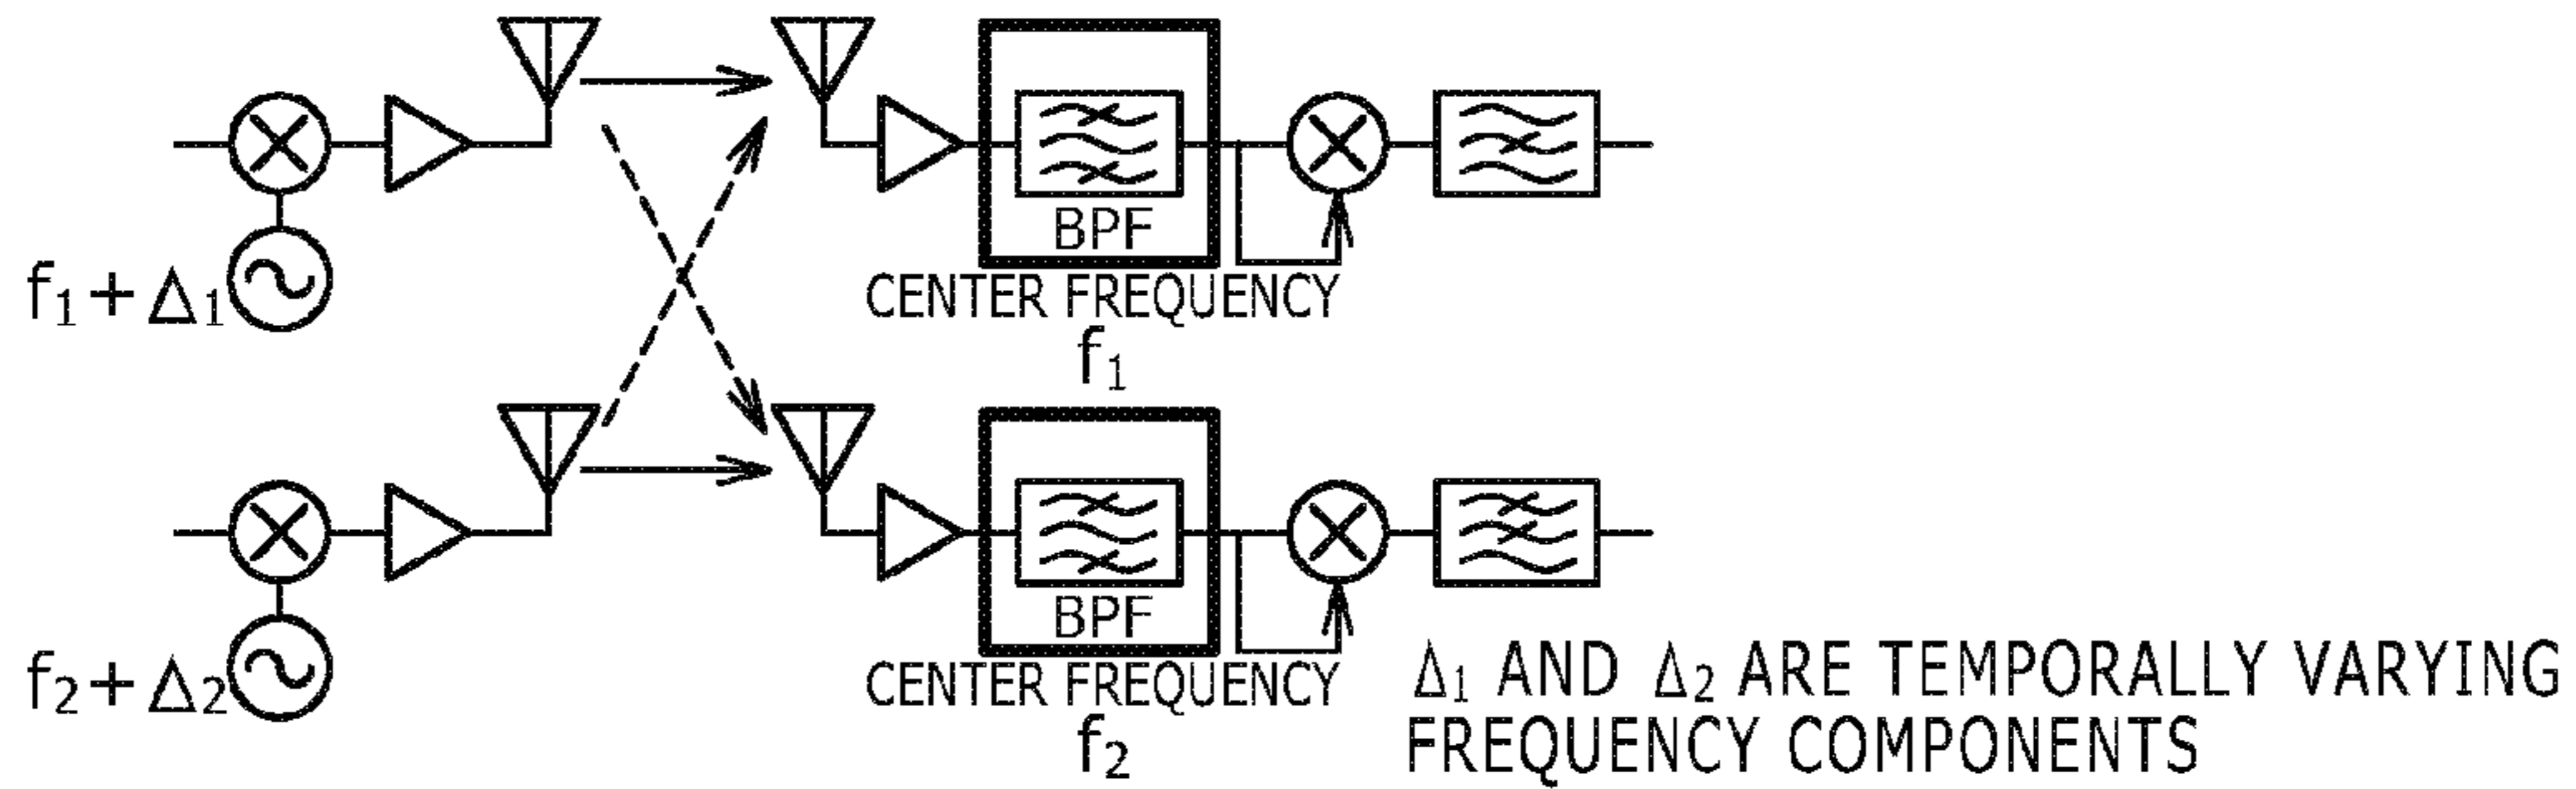 f1+Δ1
BPF
CENTER FREQUENCY
f1
f2+Δ2
BPF
CENTER FREQUENCY
f2
Δ1 AND Δ2 ARE TEMPORALLY VARYING
FREQUENCY COMPONENTS